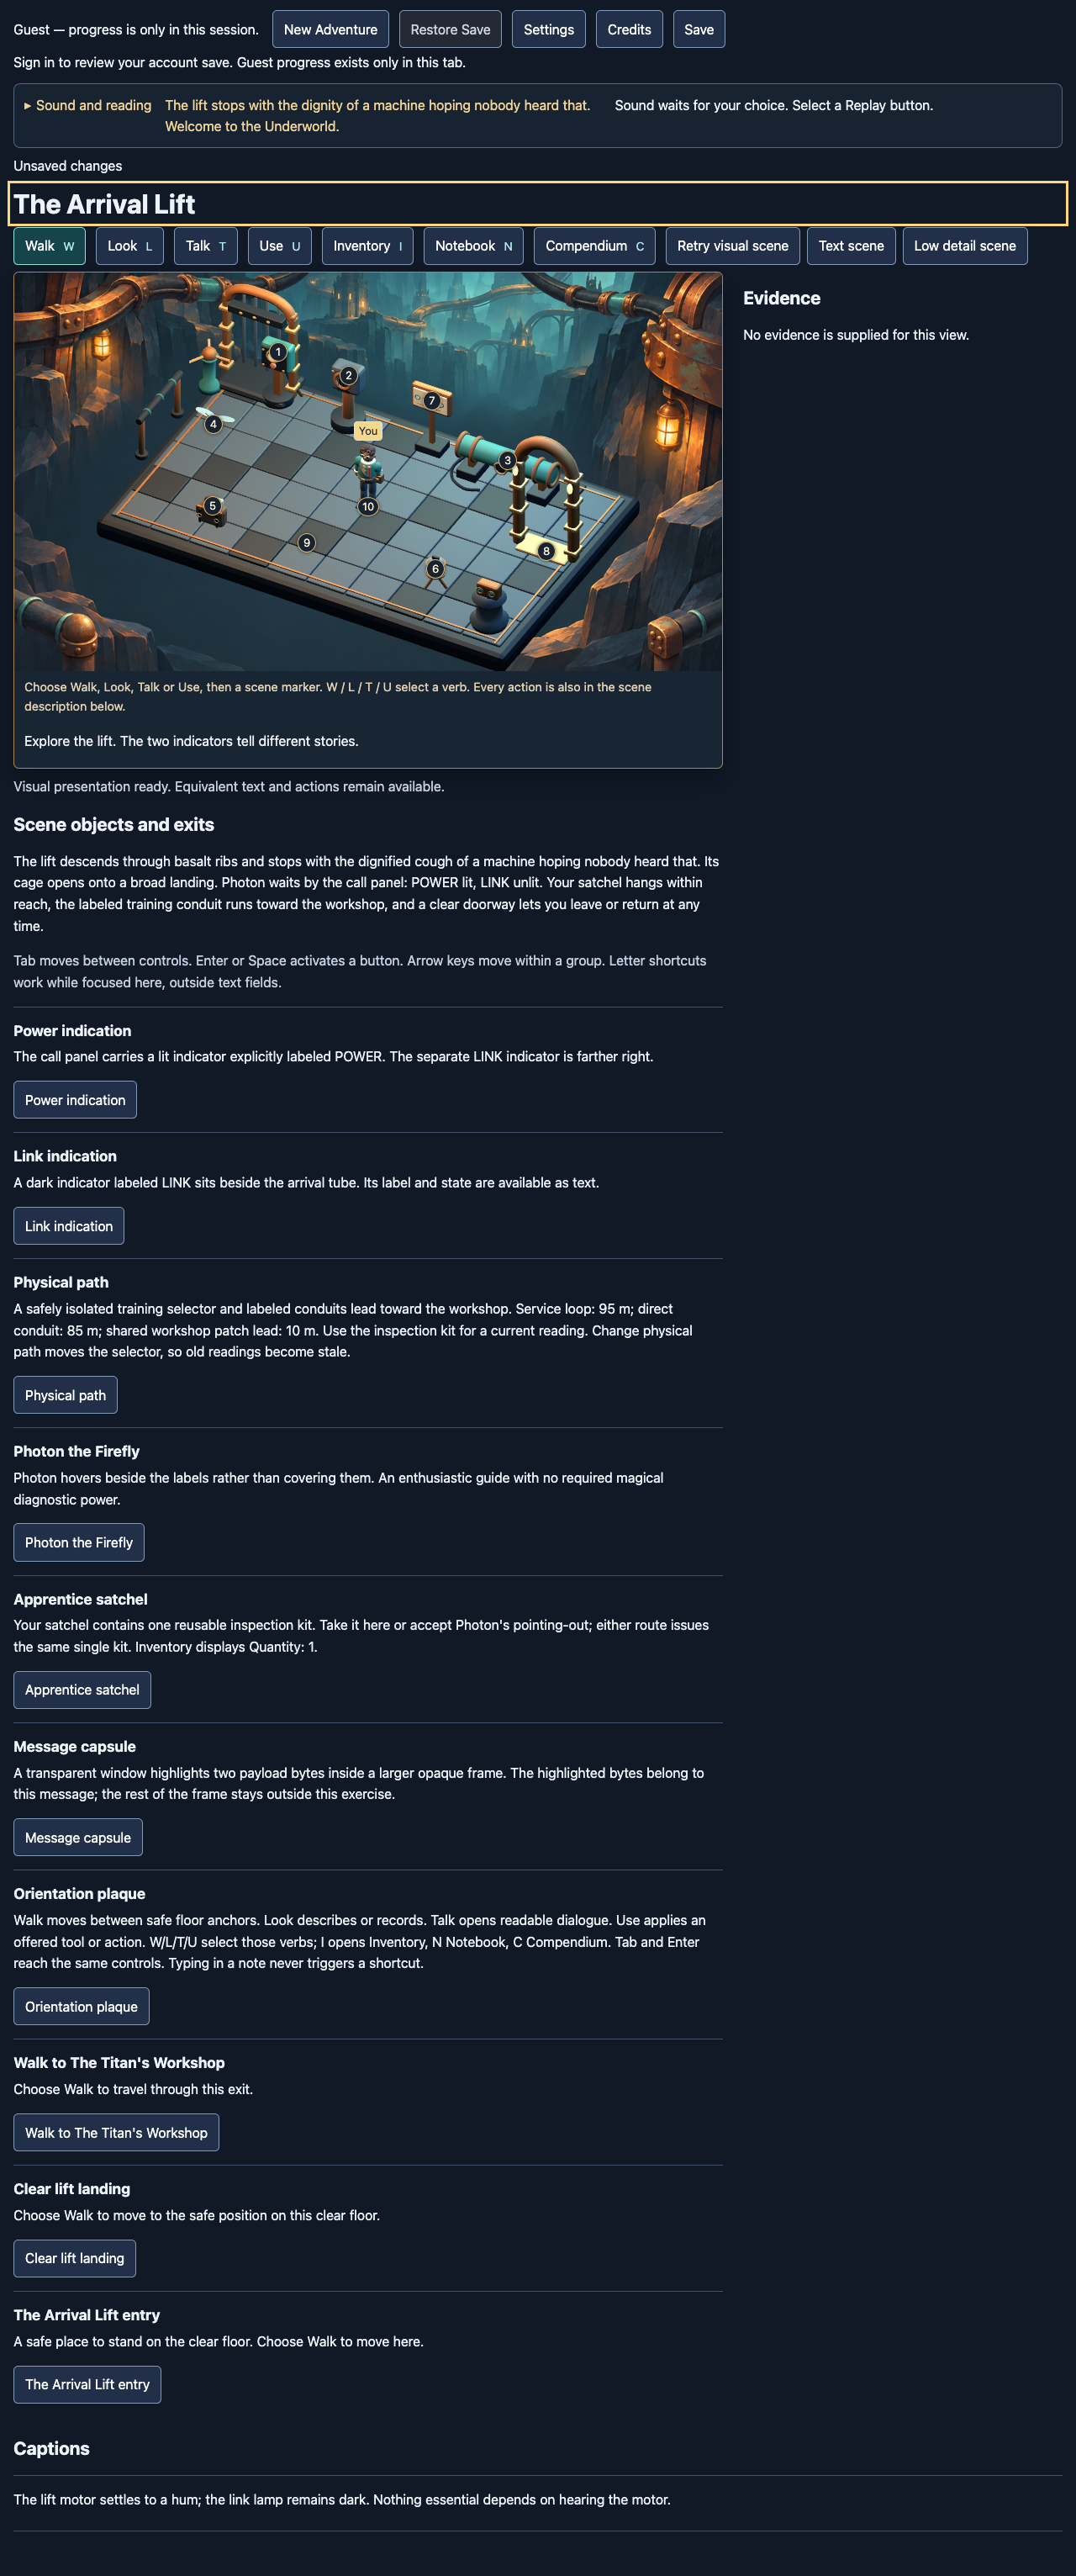 Guest — progress is only in this session. New Adventure Restore Save Settings Credits Save
Sign in to review your account save. Guest progress exists only in this tab.
▸ Sound and reading The lift stops with the dignity of a machine hoping nobody heard that. Sound waits for your choice. Select a Replay button.
Welcome to the Underworld.
Unsaved changes
The Arrival Lift
Walk W Look L Talk T Use U Inventory I Notebook N Compendium C Retry visual scene Text scene Low detail scene
Evidence
No evidence is supplied for this view.
1
2
7
4
You
3
5
10
9
8
6
Choose Walk, Look, Talk or Use, then a scene marker. W / L / T / U select a verb. Every action is also in the scene
description below.
Explore the lift. The two indicators tell different stories.
Visual presentation ready. Equivalent text and actions remain available.
Scene objects and exits
The lift descends through basalt ribs and stops with the dignified cough of a machine hoping nobody heard that. Its
cage opens onto a broad landing. Photon waits by the call panel: POWER lit, LINK unlit. Your satchel hangs within
reach, the labeled training conduit runs toward the workshop, and a clear doorway lets you leave or return at any
time.
Tab moves between controls. Enter or Space activates a button. Arrow keys move within a group. Letter shortcuts
work while focused here, outside text fields.
Power indication
The call panel carries a lit indicator explicitly labeled POWER. The separate LINK indicator is farther right.
Power indication
Link indication
A dark indicator labeled LINK sits beside the arrival tube. Its label and state are available as text.
Link indication
Physical path
A safely isolated training selector and labeled conduits lead toward the workshop. Service loop: 95 m; direct
conduit: 85 m; shared workshop patch lead: 10 m. Use the inspection kit for a current reading. Change physical
path moves the selector, so old readings become stale.
Physical path
Photon the Firefly
Photon hovers beside the labels rather than covering them. An enthusiastic guide with no required magical
diagnostic power.
Photon the Firefly
Apprentice satchel
Your satchel contains one reusable inspection kit. Take it here or accept Photon's pointing-out; either route issues
the same single kit. Inventory displays Quantity: 1.
Apprentice satchel
Message capsule
A transparent window highlights two payload bytes inside a larger opaque frame. The highlighted bytes belong to
this message; the rest of the frame stays outside this exercise.
Message capsule
Orientation plaque
Walk moves between safe floor anchors. Look describes or records. Talk opens readable dialogue. Use applies an
offered tool or action. W/L/T/U select those verbs; I opens Inventory, N Notebook, C Compendium. Tab and Enter
reach the same controls. Typing in a note never triggers a shortcut.
Orientation plaque
Walk to The Titan's Workshop
Choose Walk to travel through this exit.
Walk to The Titan's Workshop
Clear lift landing
Choose Walk to move to the safe position on this clear floor.
Clear lift landing
The Arrival Lift entry
A safe place to stand on the clear floor. Choose Walk to move here.
The Arrival Lift entry
Captions
The lift motor settles to a hum; the link lamp remains dark. Nothing essential depends on hearing the motor.